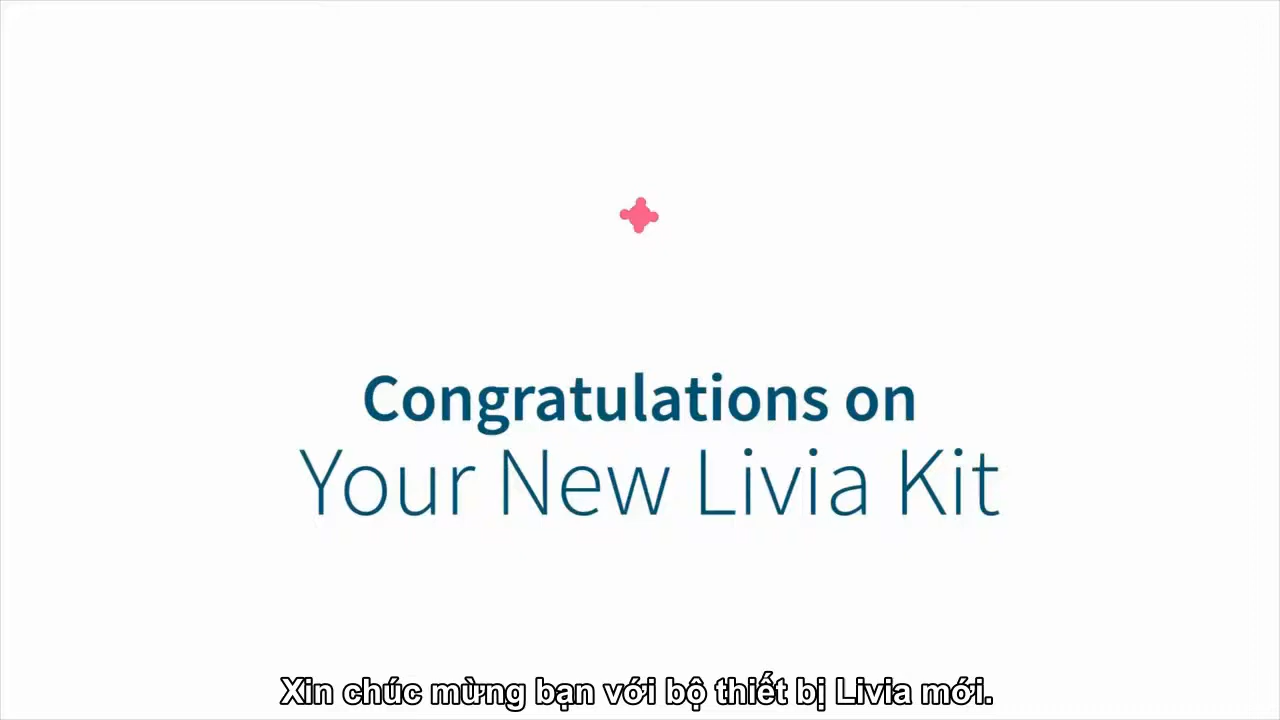 Congratulations on
Your New Livia Kit
Xin chúc mừng bạn với bộ thiết bị Livia mới.